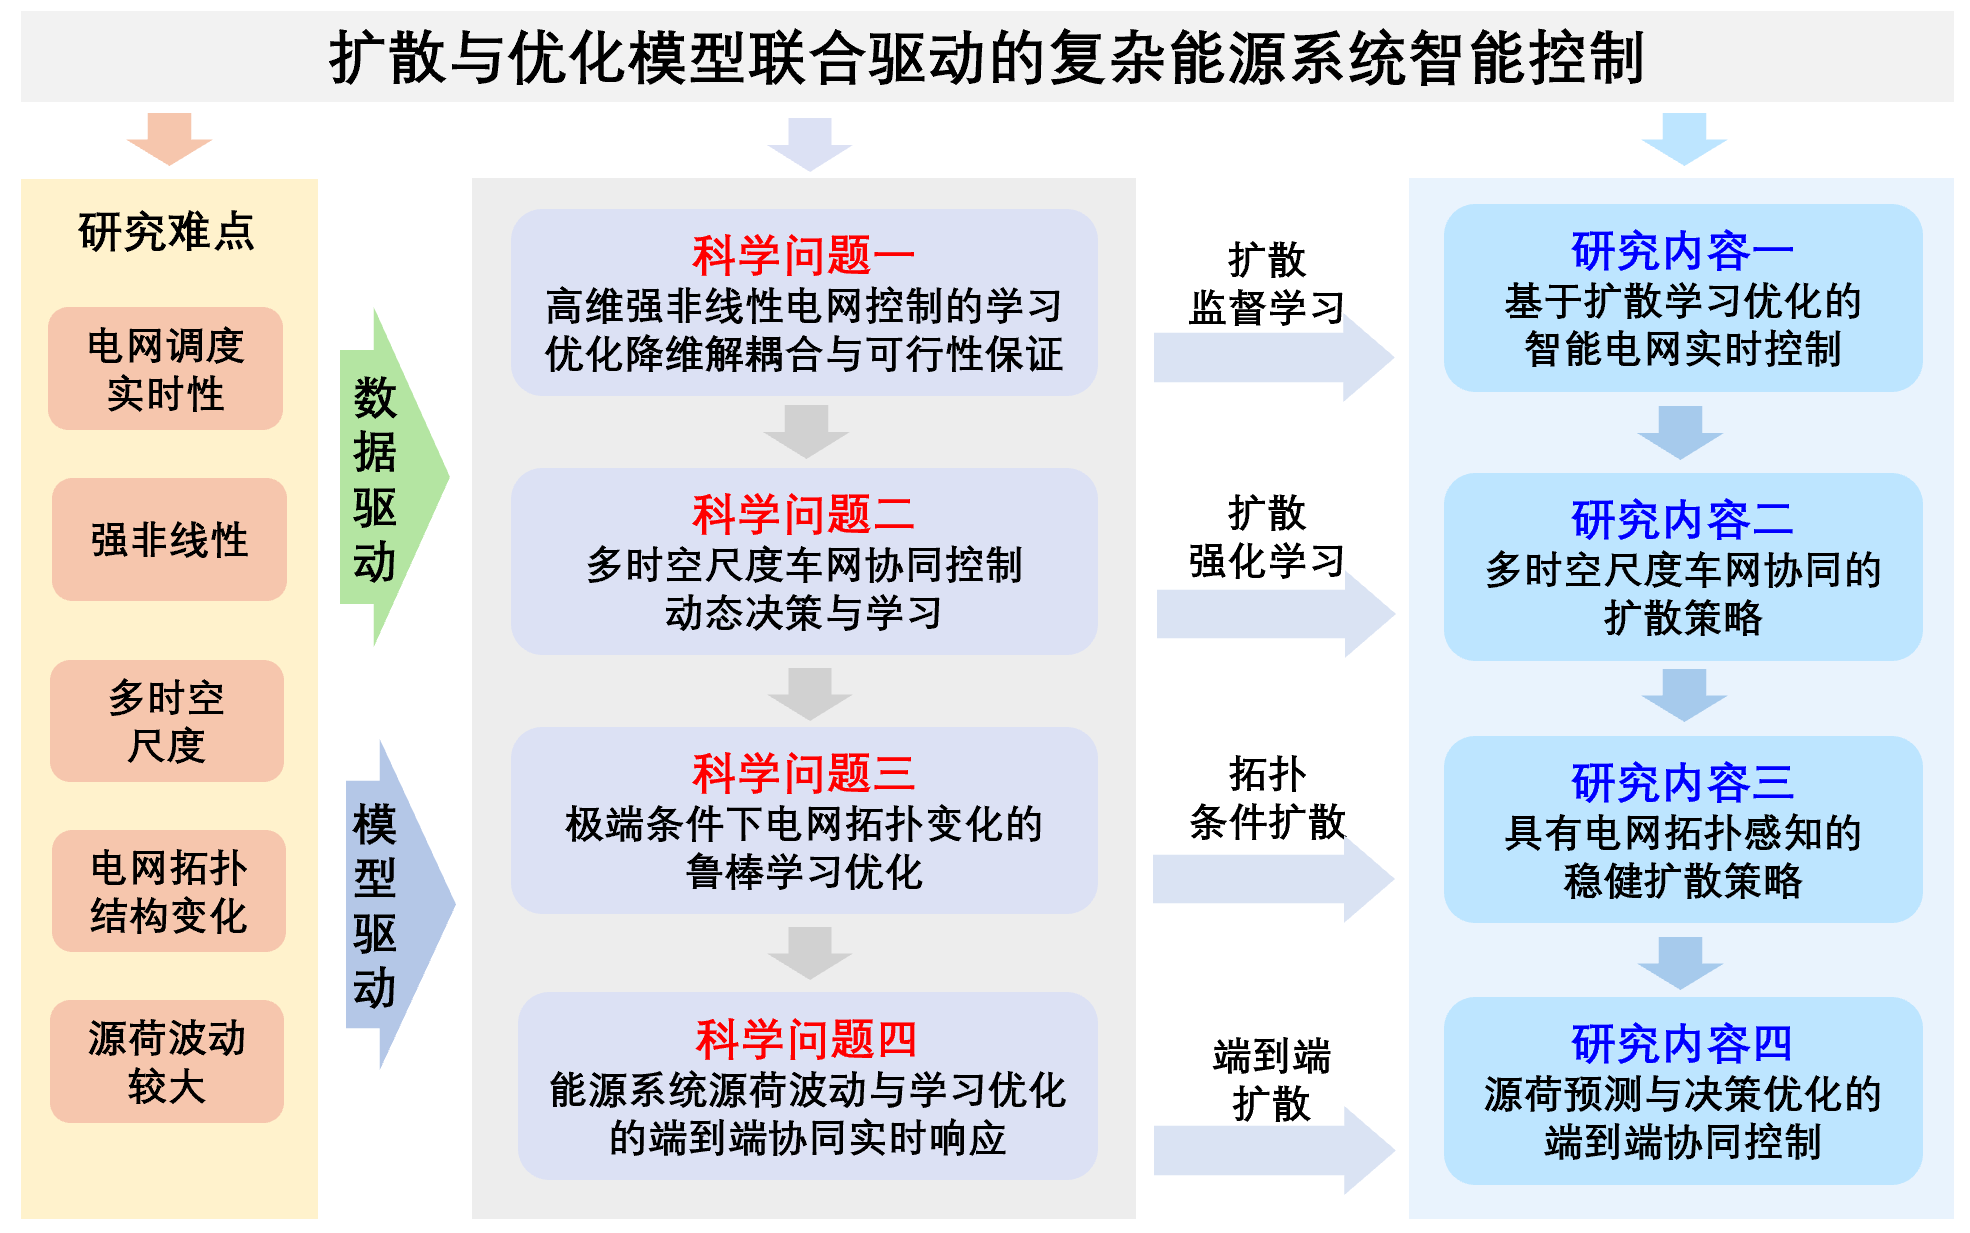 扩散与优化模型联合驱动的复杂能源系统智能控制
研究难点
电网调度
实时性
强非线性
多时空
尺度
电网拓扑
结构变化
源荷波动
较大
数据驱动
模型驱动
科学问题一
高维强非线性电网控制的学习
优化降维解耦合与可行性保证
科学问题二
多时空尺度车网协同控制
动态决策与学习
科学问题三
极端条件下电网拓扑变化的
鲁棒学习优化
科学问题四
能源系统源荷波动与学习优化
的端到端协同实时响应
扩散
监督学习
扩散
强化学习
拓扑
条件扩散
端到端
扩散
研究内容一
基于扩散学习优化的
智能电网实时控制
研究内容二
多时空尺度车网协同的
扩散策略
研究内容三
具有电网拓扑感知的
稳健扩散策略
研究内容四
源荷预测与决策优化的
端到端协同控制